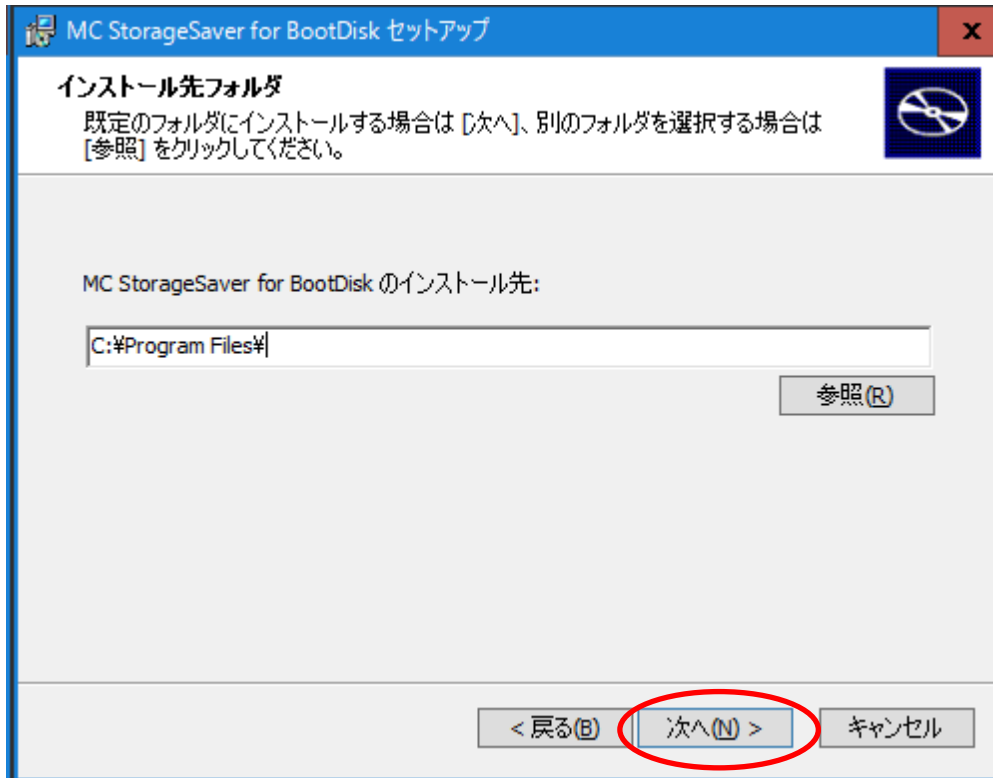 MC StorageSaver for BootDisk セットアップ
インストール先フォルダ
既定のフォルダにインストールする場合は [次へ]、別のフォルダを選択する場合は
[参照] をクリックしてください。
MC StorageSaver for BootDisk のインストール先:
C:¥Program Files¥
参照(R)
< 戻る(B)
次へ(N) >
キャンセル